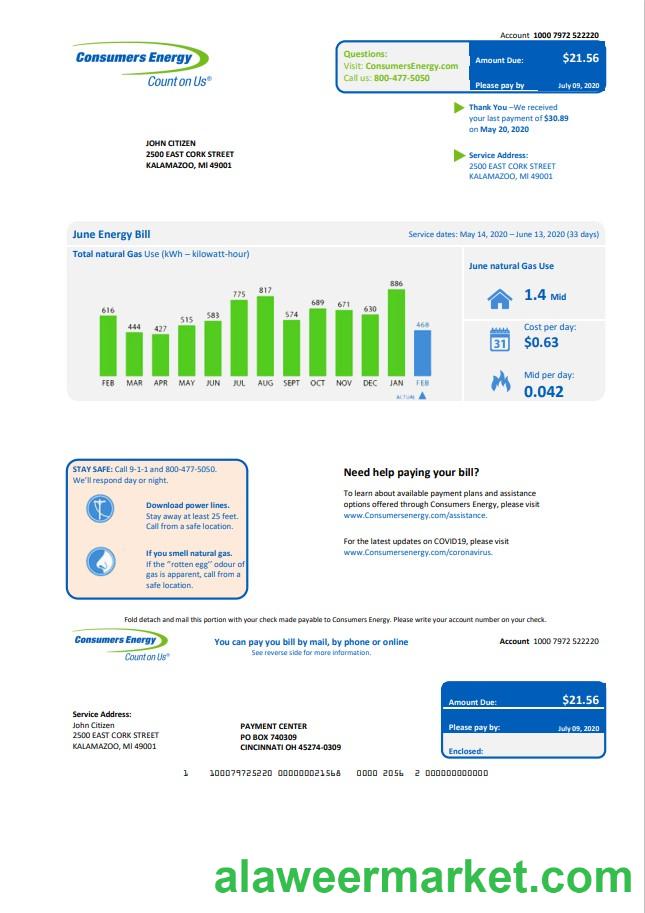 Account 1000 7972 522220
Consumers Energy
Count on Us®
Questions:
Visit: ConsumersEnergy.com
Call us: 800-477-5050
Amount Due: $21.56
Please pay by July 09, 2020
Thank You –We received
your last payment of $30.89
on May 20, 2020
JOHN CITIZEN
2500 EAST CORK STREET
KALAMAZOO, MI 49001
Service Address:
2500 EAST CORK STREET
KALAMAZOO, MI 49001
June Energy Bill
Service dates: May 14, 2020 – June 13, 2020 (33 days)
Total natural Gas Use (kWh – kilowatt-hour)
616 444 427 515 583 775 817 574 689 671 630 886 468
FEB MAR APR MAY JUN JUL AUG SEPT OCT NOV DEC JAN FEB
ACTUAL
June natural Gas Use
1.4 Mid
31
Cost per day:
$0.63
Mid per day:
0.042
STAY SAFE: Call 9-1-1 and 800-477-5050.
We'll respond day or night.
Download power lines.
Stay away at least 25 feet.
Call from a safe location.
If you smell natural gas.
If the "rotten egg" odour of
gas is apparent, call from a
safe location.
Need help paying your bill?
To learn about available payment plans and assistance
options offered through Consumers Energy, please visit
www.Consumersenergy.com/assistance.
For the latest updates on COVID19, please visit
www.Consumersenergy.com/coronavirus.
Fold detach and mail this portion with your check made payable to Consumers Energy. Please write your account number on your check.
Consumers Energy
Count on Us®
You can pay you bill by mail, by phone or online
See reverse side for more information.
Account 1000 7972 522220
Amount Due: $21.56
Please pay by: July 09, 2020
Enclosed:
Service Address:
John Citizen
2500 EAST CORK STREET
KALAMAZOO, MI 49001
PAYMENT CENTER
PO BOX 740309
CINCINNATI OH 45274-0309
1 100079725220 000000021568 0000 2056 2 000000000000
alaweermarket.com